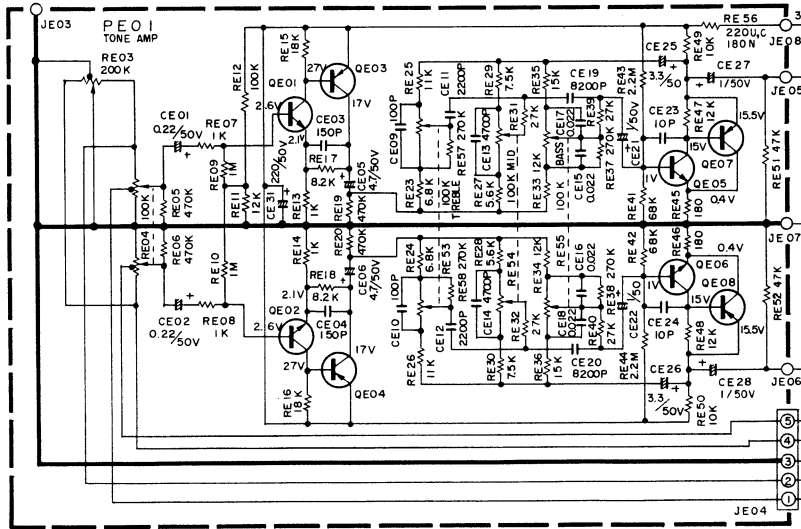 JE03
PE01
TONE AMP
RE03
200K
CE01
0.22/50V
RE07
1K
RE09
1M
RE05
470K
100K
RE04
RE06
470K
RE10
1M
CE02
0.22/50V
RE08
1K
RE12
100K
RE11
12K
220/50V
CE31
RE15
18K
QE01
2.6V
27V
QE03
17V
2.1V
CE03
150P
RE17
8.2K
RE13
1K
CE05
4.7/50V
RE19
470K
RE20
470K
CE06
4.7/50V
RE14
1K
RE18
8.2K
2.1V
QE02
2.6V
CE04
150P
27V
17V
QE04
RE16
18K
RE25
11K
100P
CE09
CE11
2200P
RE23
6.8K
RE57
270K
100K
TREBLE
RE29
7.5K
CE13
4700P
RE27
5.6K
100K MID
RE31
2.7K
RE35
15K
BASS
RE33
12K
100K
CE19
8200P
CE17
0.022
CE15
0.022
RE39
27K
RE37
270K
RE43
2.2M
CE21
1/50V
CE25
3.3/50
CE23
10P
1V
RE41
68K
RE49
10K
RE47
12K
15V
QE05
0.4V
RE45
180
QE07
15.5V
RE56
220U,C
180N
CE27
1/50V
RE51
47K
3
JE08
JE05
JE07
JE06
RE24
6.8K
RE53
100P
CE10
RE58
270K
CE12
2200P
RE26
11K
RE28
5.6K
CE14
4700P
RE54
RE32
2.7K
RE30
7.5K
RE34
12K
RE55
CE16
0.022
CE18
0.022
RE38
270K
RE40
27K
RE36
15K
CE20
8200P
RE42
68K
RE46
180
1/50
CE22
1V
QE06
0.4V
QE08
15V
15.5V
CE24
10P
RE48
12K
RE44
2.2M
CE26
3.3/50V
CE28
1/50V
RE50
10K
RE52
47K
5
4
3
2
1
JE04